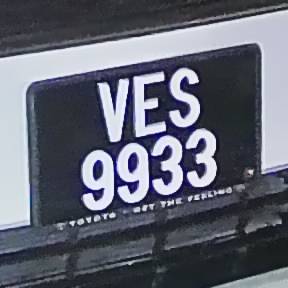 VES
9933
TOYOTA - GET THE FEELING